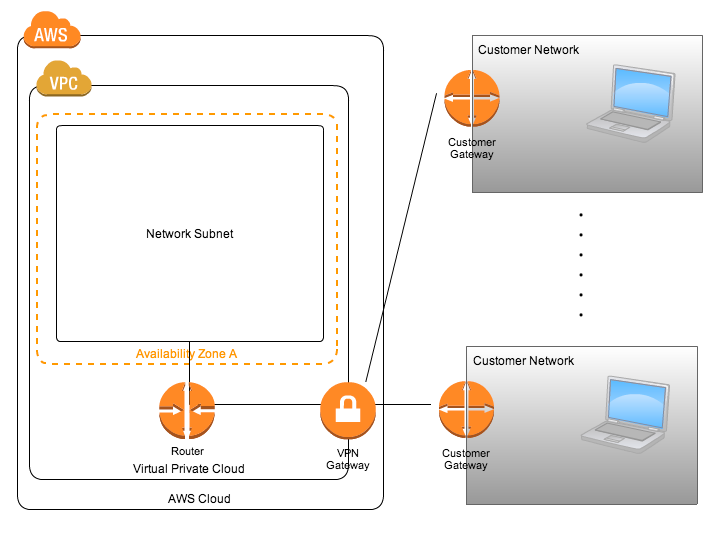 AWS
VPC
Network Subnet
Availability Zone A
Router
Virtual Private Cloud
AWS Cloud
VPN
Gateway
Customer Network
Customer
Gateway
Customer Network
Customer
Gateway